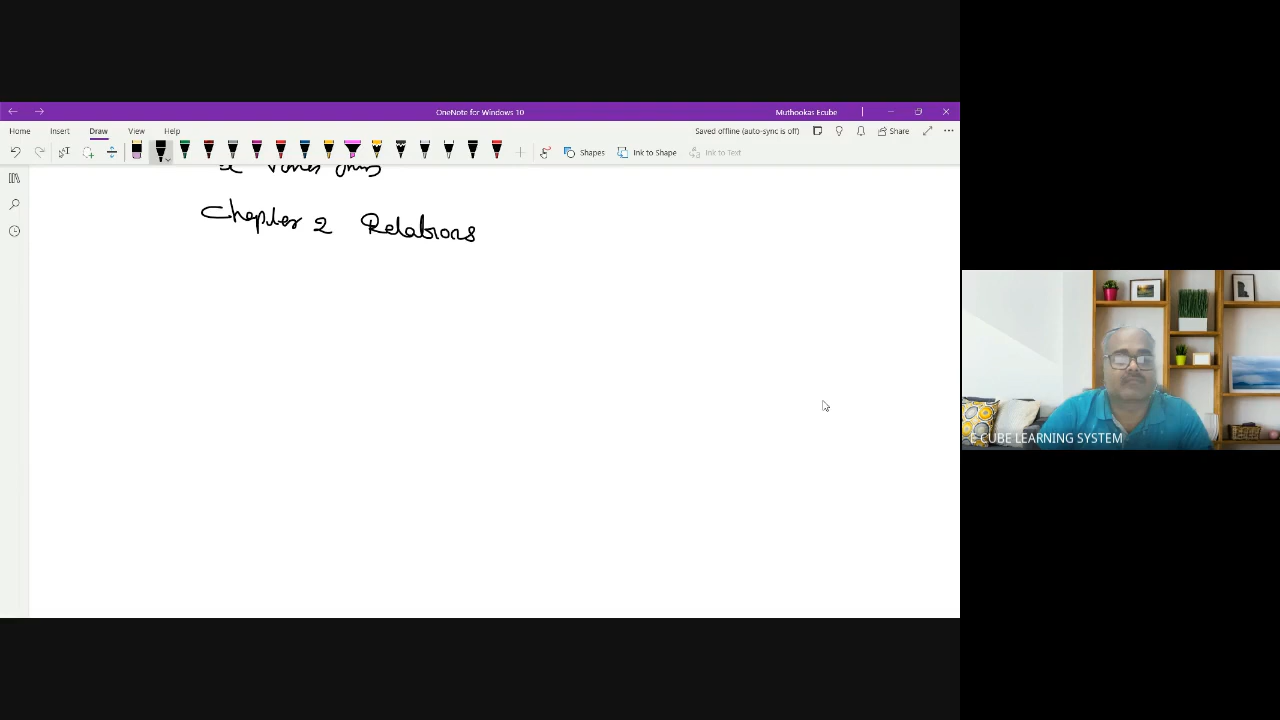 OneNote for Windows 10
Muthookas Ecube
Home Insert Draw View Help
Saved offline (auto-sync is off)
Share
Shapes
Ink to Shape
Ink to Text
Chapter 2 Relations
E CUBE LEARNING SYSTEM